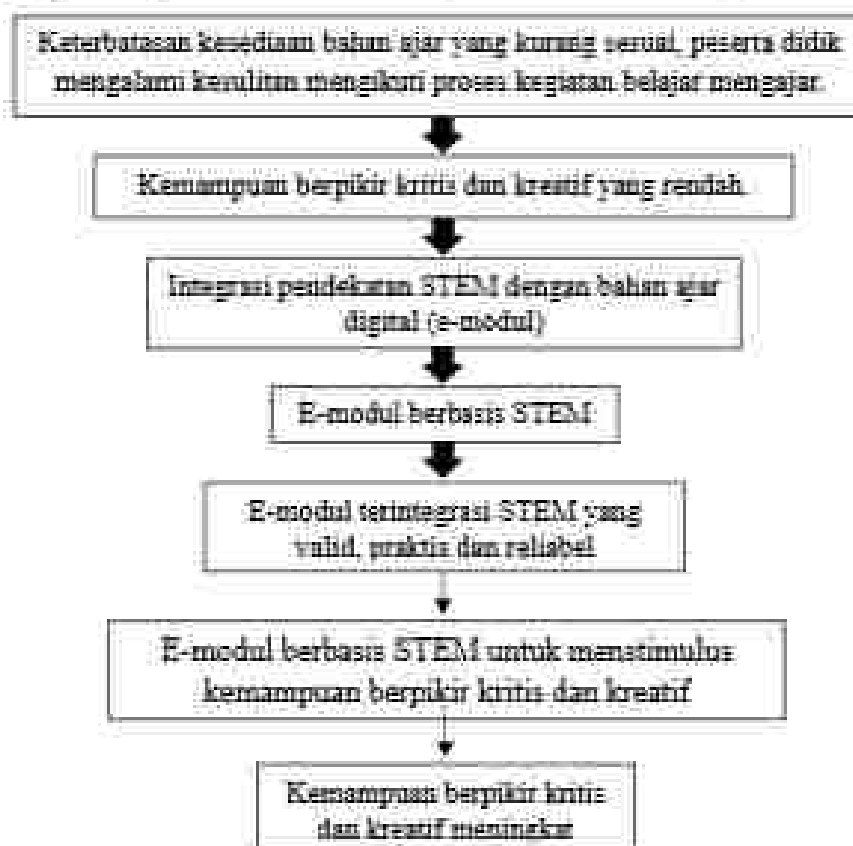 Keterbatasan kesediaan bahan ajar yang kurang sesuai, peserta didik
mengalami kesulitan mengikuti proses kegiatan belajar mengajar.
Kemampuan berpikir kritis dan kreatif yang rendah.
Integrasi pendekatan STEM dengan bahan ajar
digital (e-modul)
E-modul berbasis STEM
E-modul terintegrasi STEM yang
valid, praktis dan reliabel
E-modul berbasis STEM untuk menstimulus
kemampuan berpikir kritis dan kreatif
Kemampuan berpikir kritis
dan kreatif meningkat